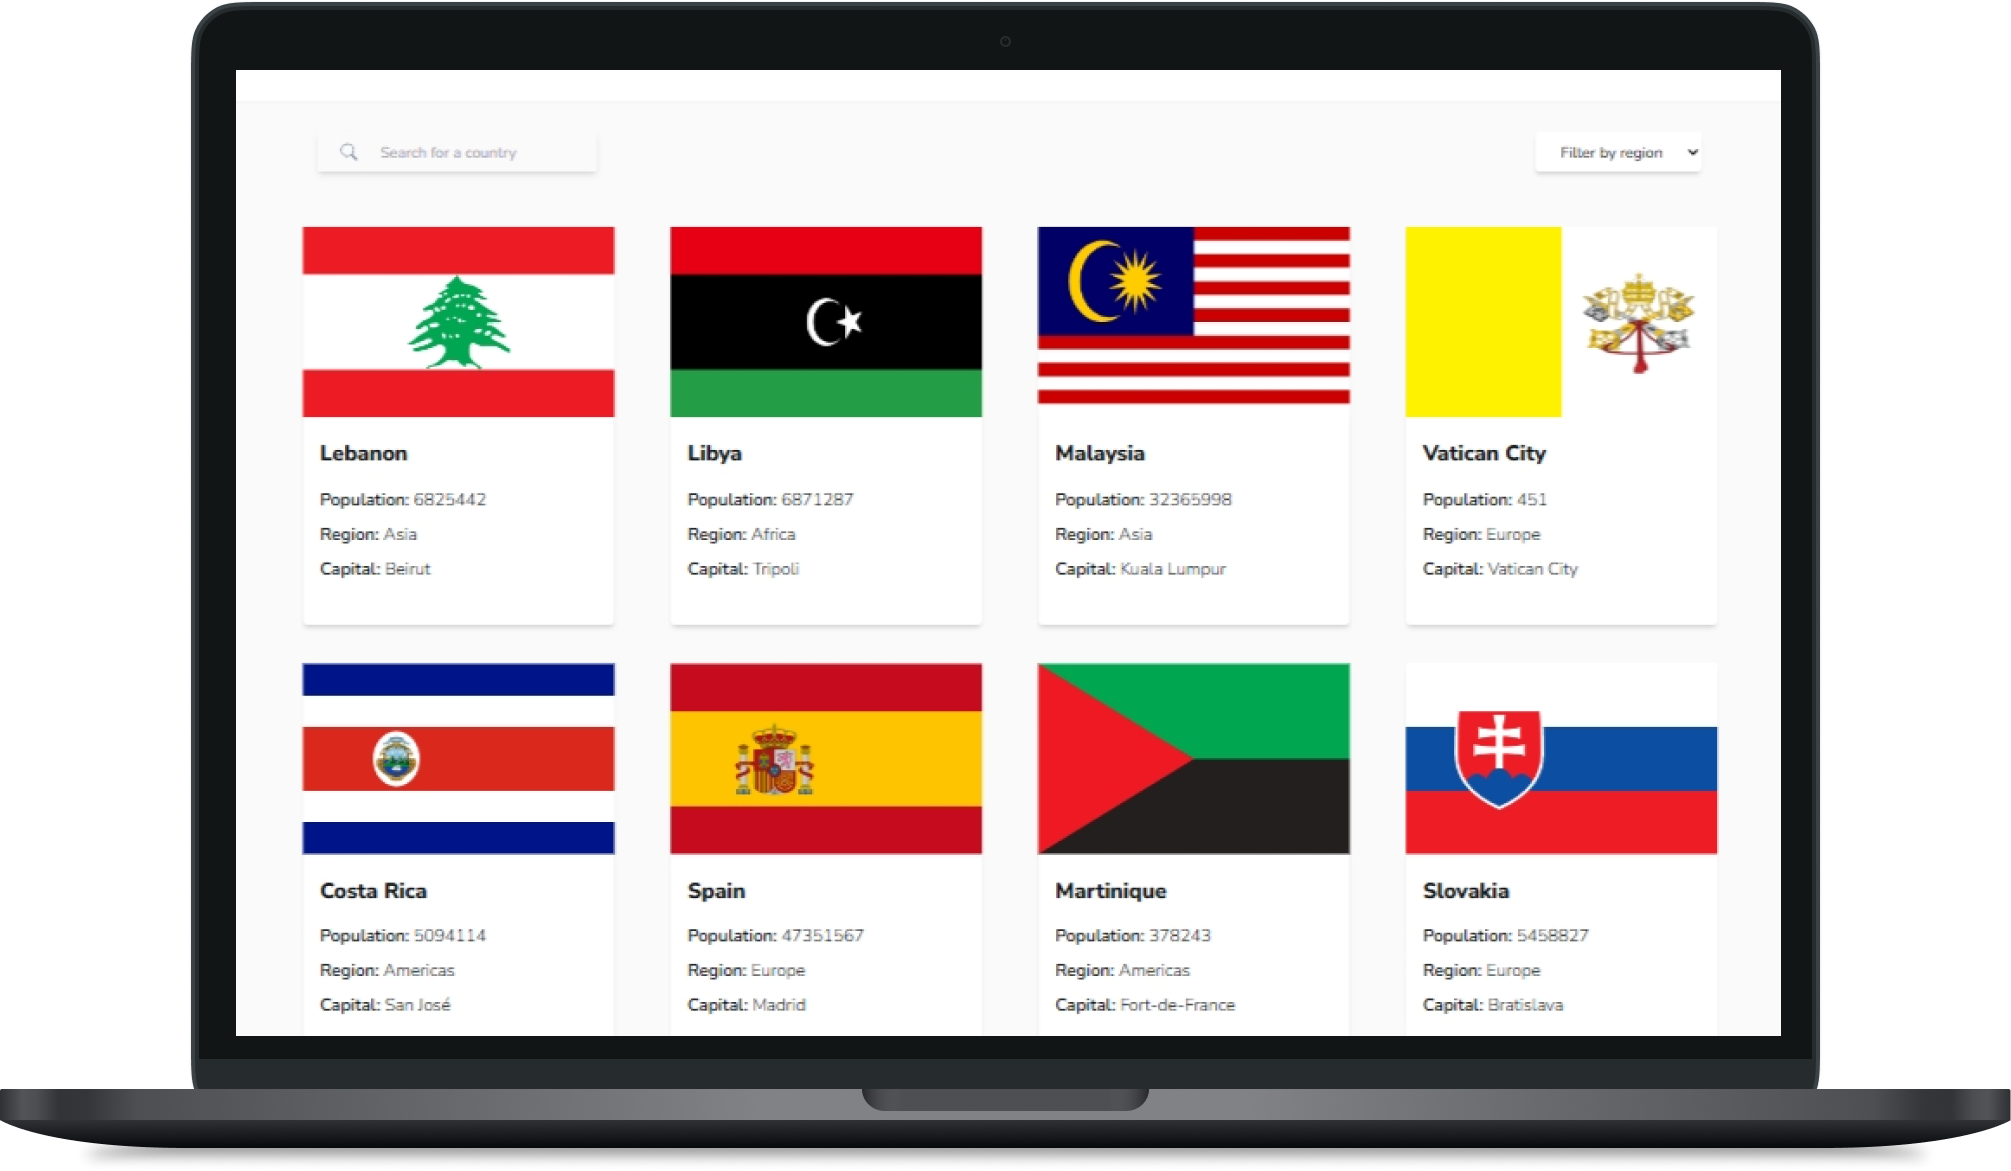 Search for a country
Filter by region
Lebanon
Population: 6825442
Region: Asia
Capital: Beirut
Libya
Population: 6871287
Region: Africa
Capital: Tripoli
Malaysia
Population: 32365998
Region: Asia
Capital: Kuala Lumpur
Vatican City
Population: 451
Region: Europe
Capital: Vatican City
Costa Rica
Population: 5094114
Region: Americas
Capital: San José
Spain
Population: 47351567
Region: Europe
Capital: Madrid
Martinique
Population: 378243
Region: Americas
Capital: Fort-de-France
Slovakia
Population: 5458827
Region: Europe
Capital: Bratislava